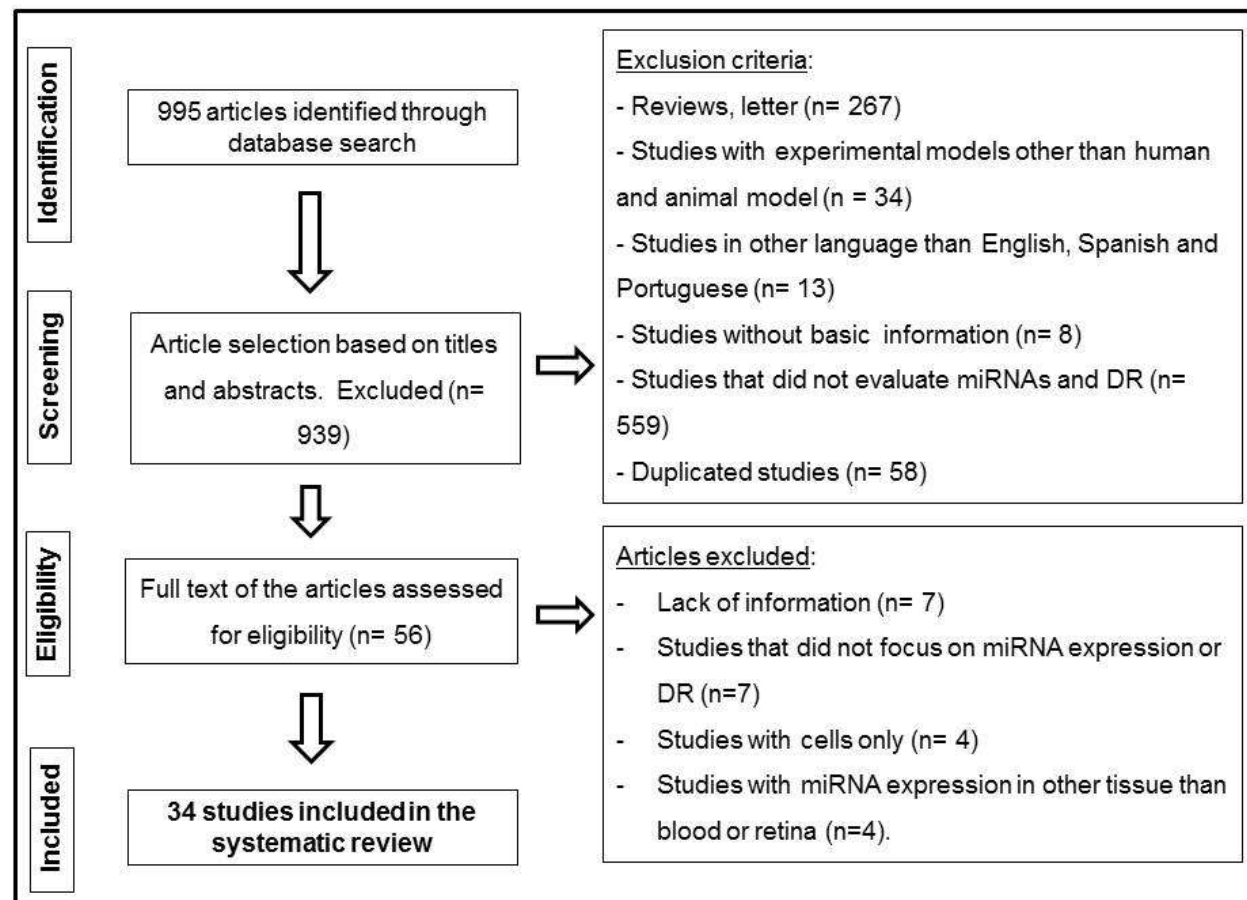 Identification
995 articles identified through
database search
Screening
Article selection based on titles
and abstracts. Excluded (n=
939)
Exclusion criteria:
- Reviews, letter (n= 267)
- Studies with experimental models other than human
and animal model (n = 34)
- Studies in other language than English, Spanish and
Portuguese (n= 13)
- Studies without basic information (n= 8)
- Studies that did not evaluate miRNAs and DR (n=
559)
- Duplicated studies (n= 58)
Eligibility
Full text of the articles assessed
for eligibility (n= 56)
Articles excluded:
- Lack of information (n= 7)
- Studies that did not focus on miRNA expression or
DR (n=7)
- Studies with cells only (n= 4)
- Studies with miRNA expression in other tissue than
blood or retina (n=4).
Included
34 studies included in the
systematic review